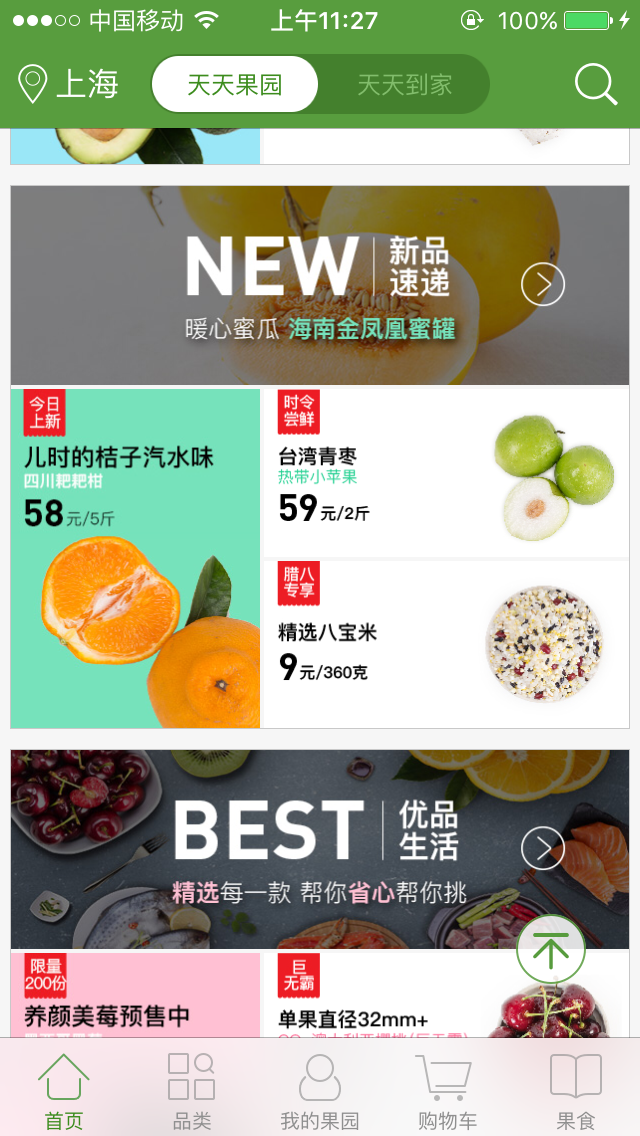 中国移动 上午11:27 100%
上海 天天果园 天天到家
NEW 新品
速递
暖心蜜瓜 海南金凤凰蜜罐
今日
上新
儿时的桔子汽水味
四川耙耙柑
58元/5斤
时令
尝鲜
台湾青枣
热带小苹果
59元/2斤
腊八
专享
精选八宝米
9元/360克
BEST 优品
生活
精选每一款 帮你省心帮你挑
限量
200份
养颜美莓预售中
巨
无霸
单果直径32mm+
首页 品类 我的果园 购物车 果食